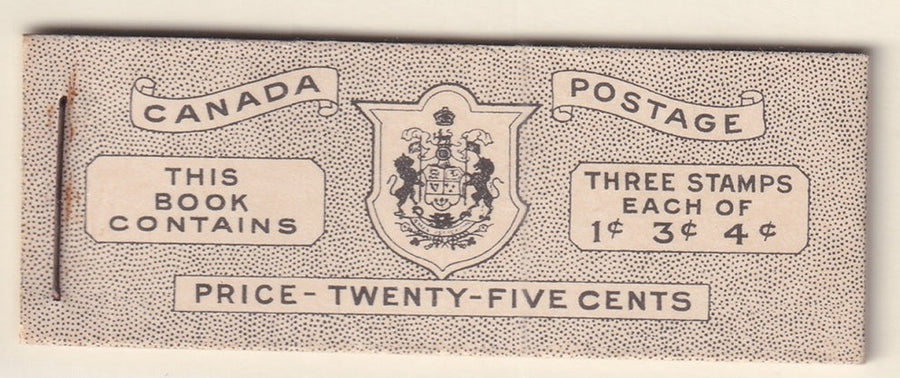 CANADA
POSTAGE
THIS
BOOK
CONTAINS
THREE STAMPS
EACH OF
1¢ 3¢ 4¢
PRICE - TWENTY-FIVE CENTS